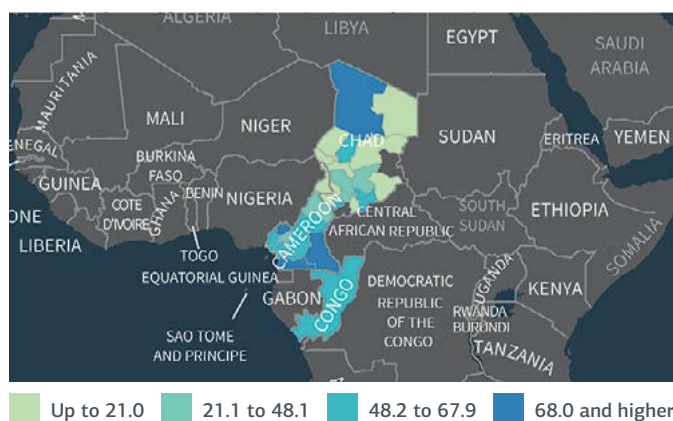 ALGERIA
LIBYA
EGYPT
SAUDI
ARABIA
MAURITANIA
MALI
NIGER
CHAD
SUDAN
ERITREA
YEMEN
ENEGAL
BURKINA
FASO
GUINEA
COTE
D'IVOIRE
GHANA
BENIN
NIGERIA
CENTRAL
AFRICAN REPUBLIC
SOUTH
SUDAN
ETHIOPIA
SOMALIA
ONE
LIBERIA
TOGO
CAMEROON
EQUATORIAL GUINEA
GABON
CONGO
DEMOCRATIC
REPUBLIC
OF THE
CONGO
UGANDA
KENYA
RWANDA
BURUNDI
TANZANIA
SAO TOME
AND PRINCIPE
Up to 21.0
21.1 to 48.1
48.2 to 67.9
68.0 and higher